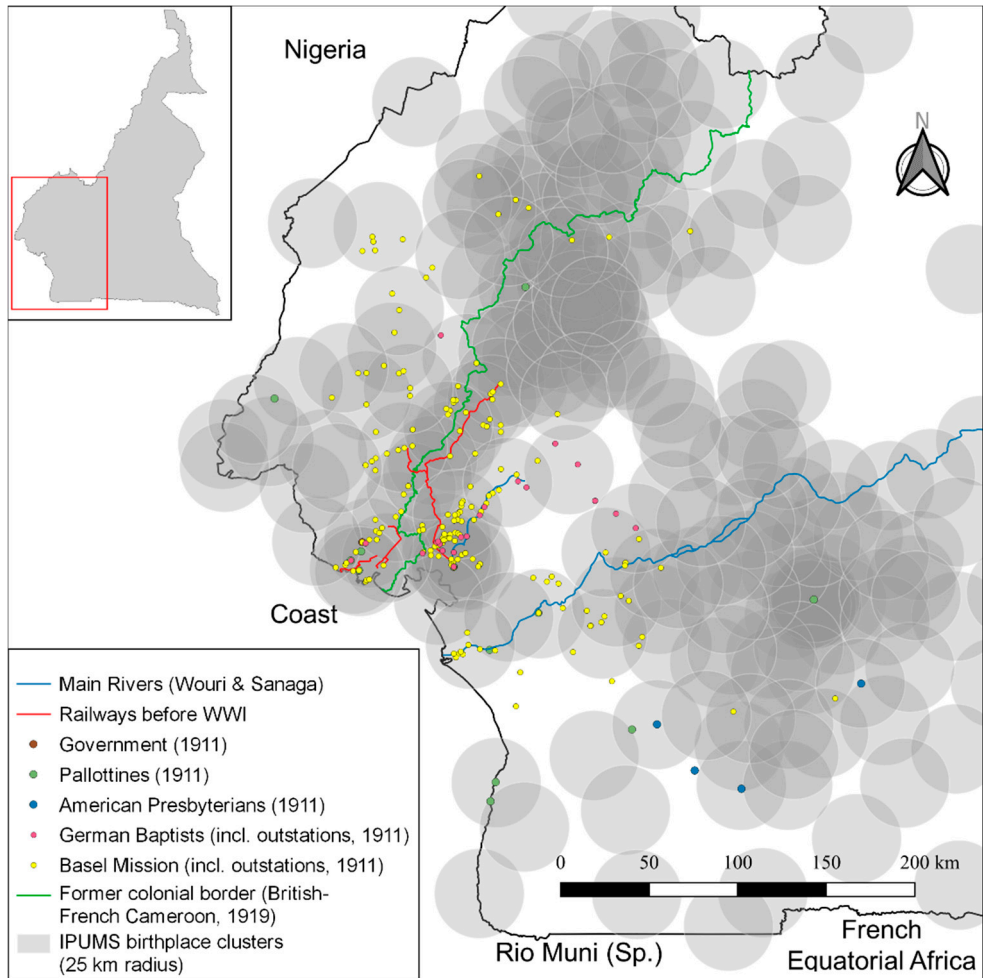 Nigeria
N
Coast
Main Rivers (Wouri & Sanaga)
Railways before WWI
Government (1911)
Pallottines (1911)
American Presbyterians (1911)
German Baptists (incl. outstations, 1911)
Basel Mission (incl. outstations, 1911)
Former colonial border (British-
French Cameroon, 1919)
IPUMS birthplace clusters
(25 km radius)
0 50 100 150 200 km
Rio Muni (Sp.)
French
Equatorial Africa